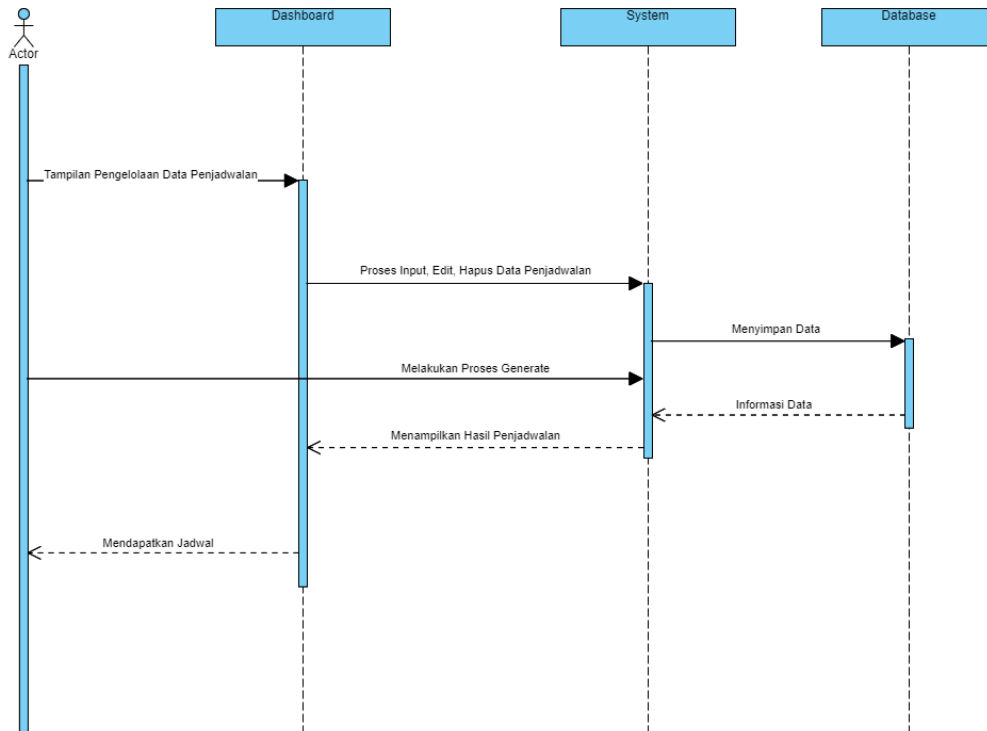 Dashboard
System
Database
Actor
Tampilan Pengelolaan Data Penjadwalan
Proses Input, Edit, Hapus Data Penjadwalan
Menyimpan Data
Melakukan Proses Generate
Informasi Data
Menampilkan Hasil Penjadwalan
Mendapatkan Jadwal